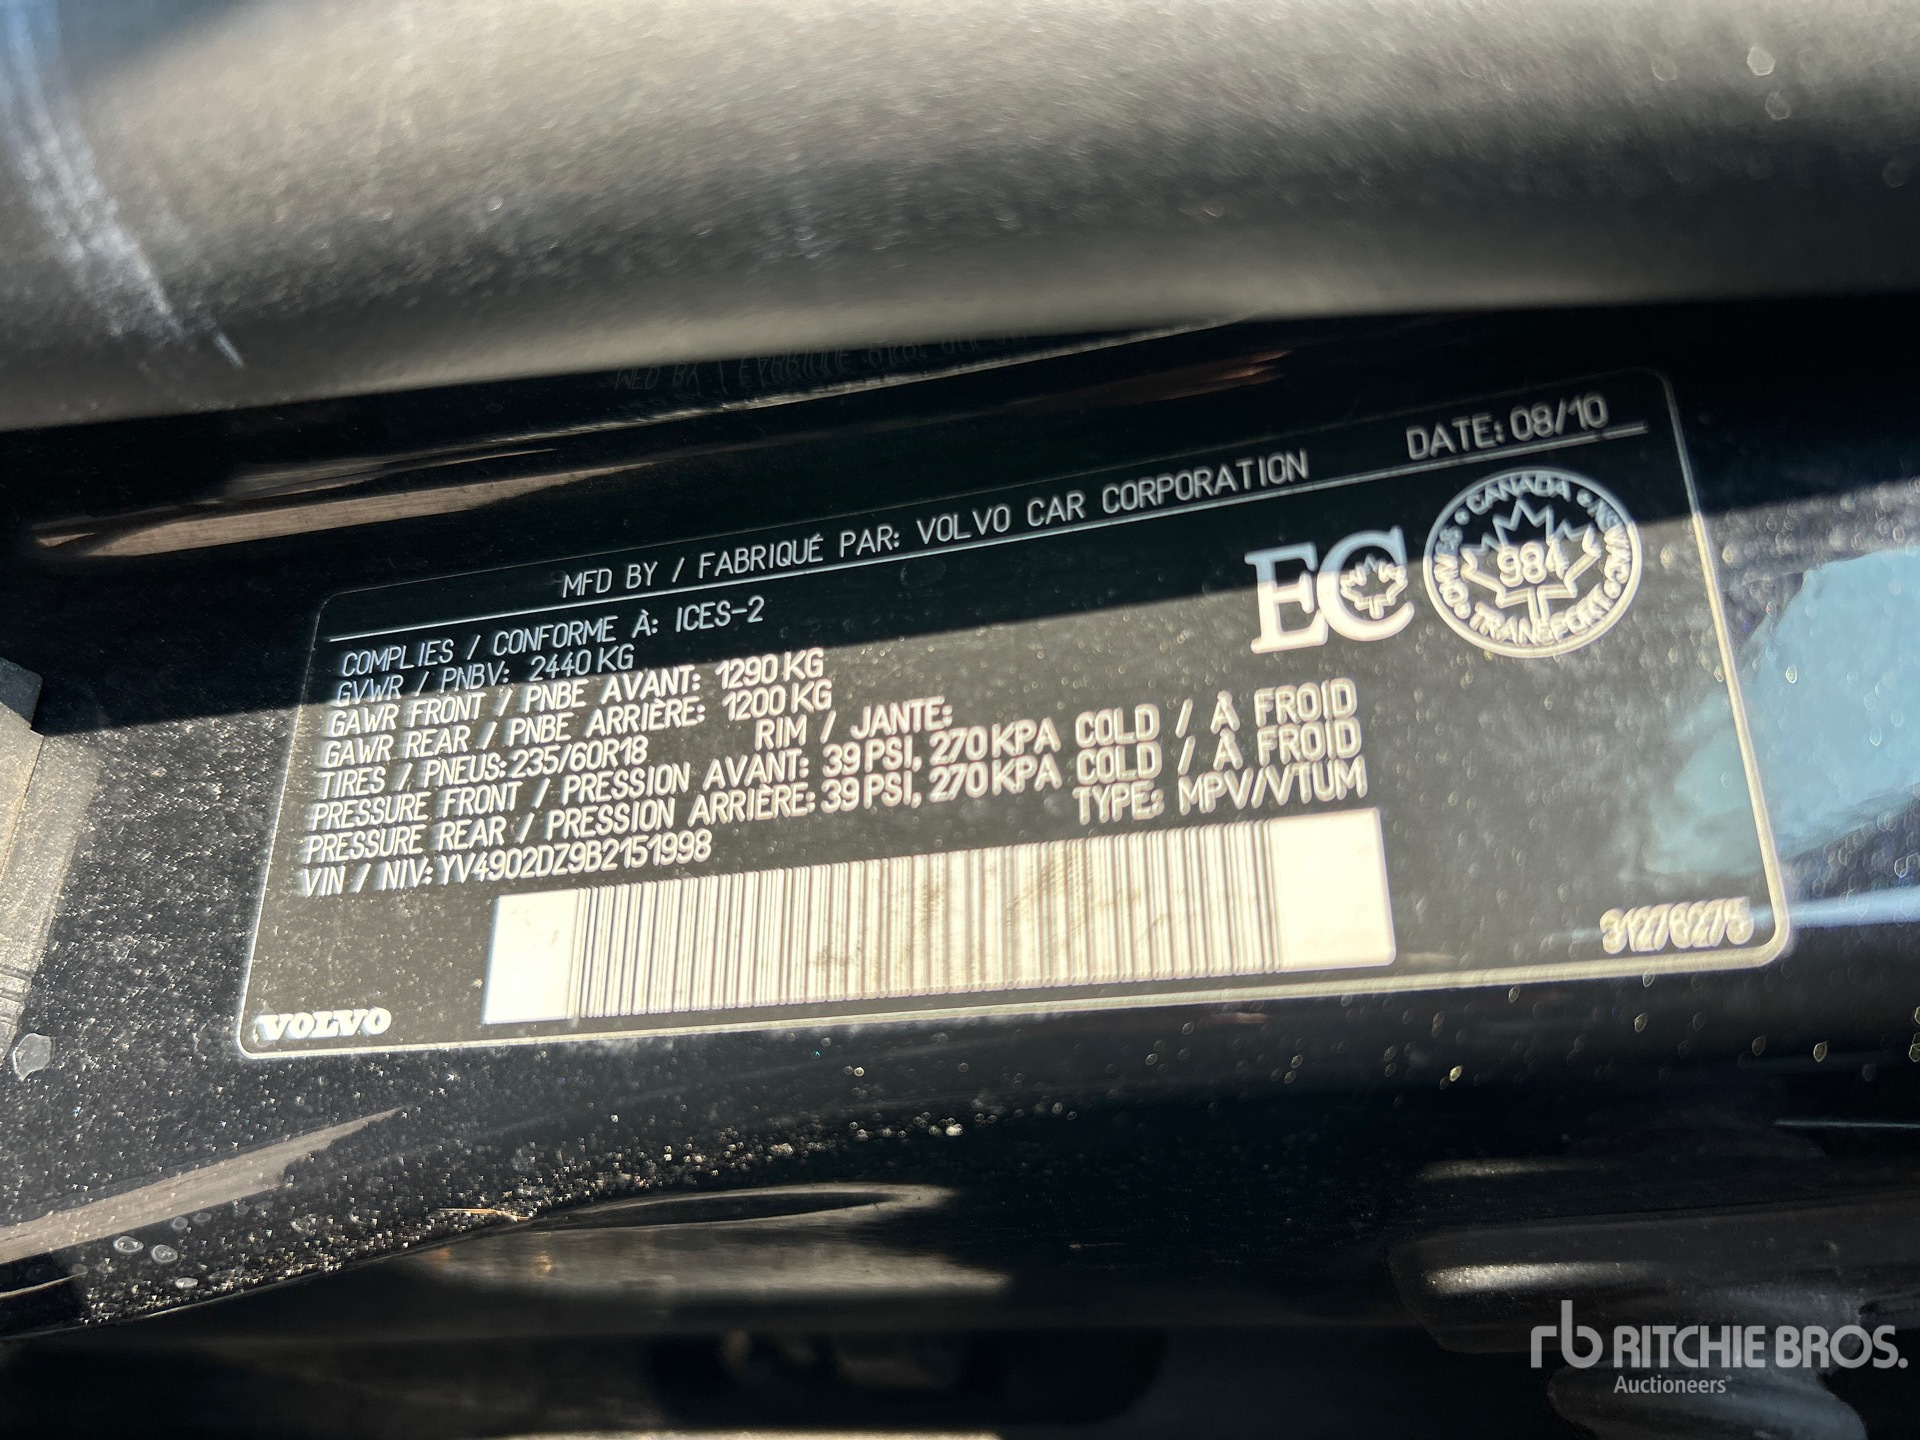 MFD BY / FABRIQUÉ PAR: VOLVO CAR CORPORATION DATE: 08/10
COMPLIES / CONFORME À: ICES-2
GVWR / PNBV: 2440 KG
GAWR FRONT / PNBE AVANT: 1290 KG
GAWR REAR / PNBE ARRIÈRE: 1200 KG
TIRES / PNEUS: 235/60R18 RIM / JANTE:
PRESSURE FRONT / PRESSION AVANT: 39 PSI, 270 KPA COLD / À FROID
PRESSURE REAR / PRESSION ARRIÈRE: 39 PSI, 270 KPA COLD / À FROID
VIN / NIV: YV4902DZ9B2151998 TYPE: MPV//VTUM
EC
CANADA
984
TRANSPORT
VOLVO
rb RITCHIE BROS.
Auctioneers